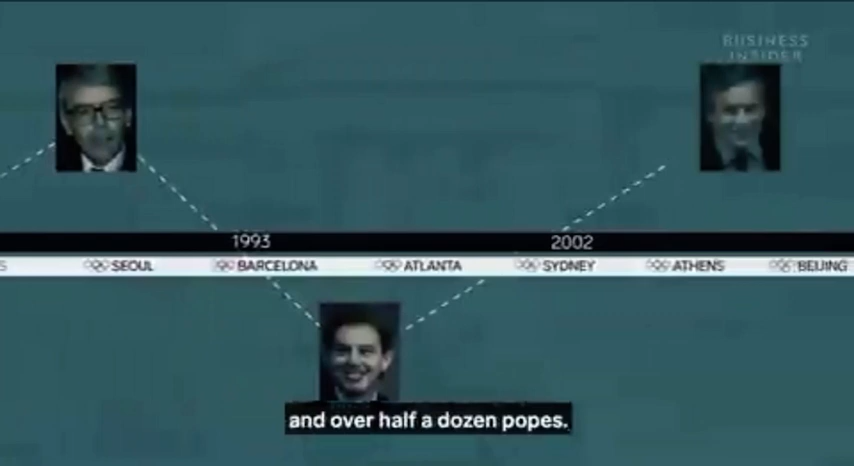 BUSINESS
INSIDER
1993 2002
SEOUL BARCELONA ATLANTA SYDNEY ATHENS BEIJING
and over half a dozen popes.